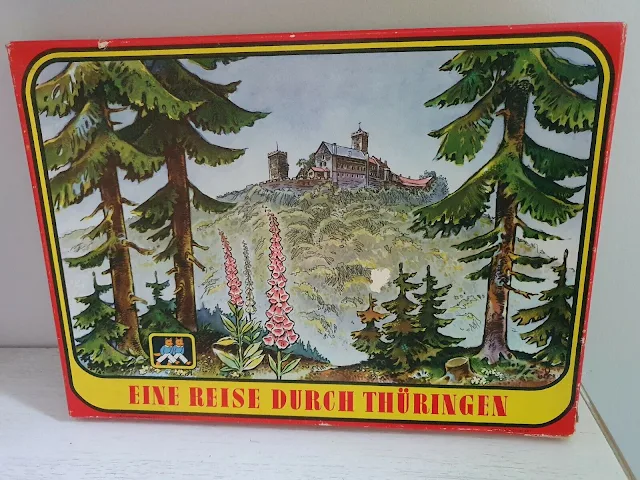 EINE REISE DURCH THÜRINGEN